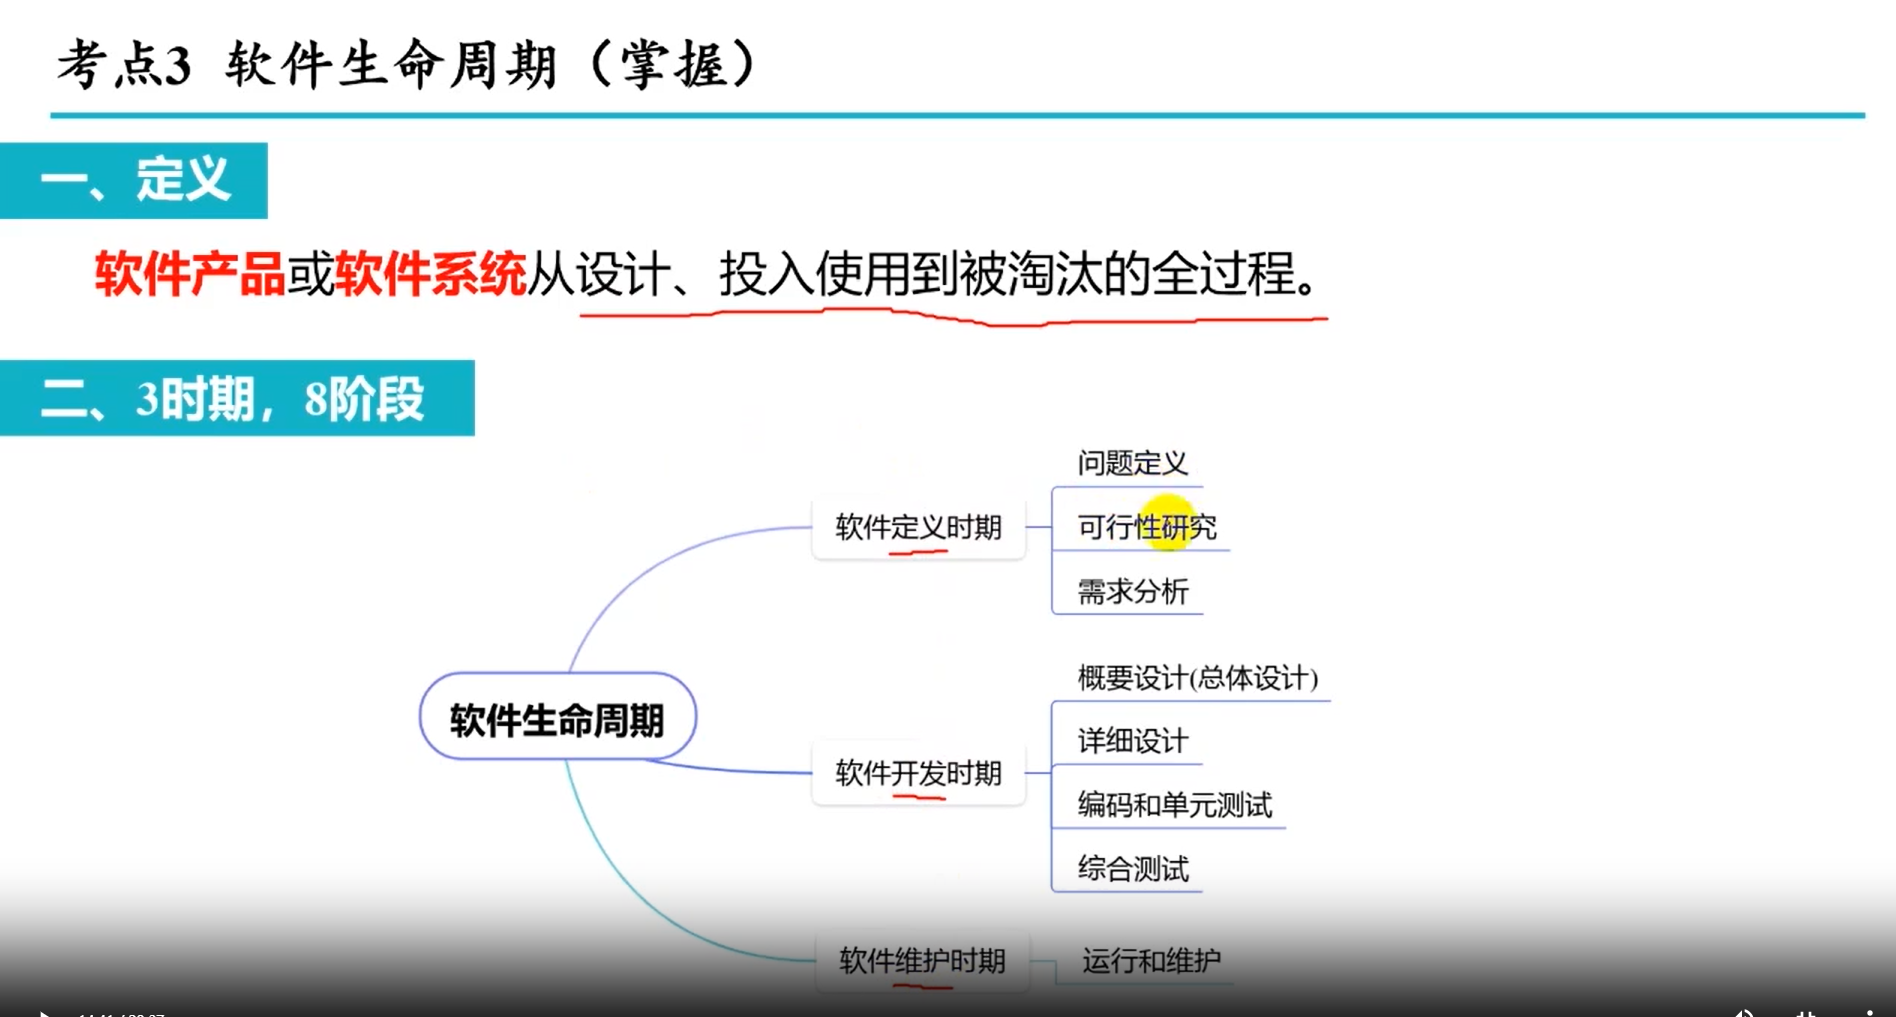 考点3 软件生命周期（掌握）
一、定义
软件产品或软件系统从设计、投入使用到被淘汰的全过程。
二、3时期，8阶段
软件生命周期
软件定义时期
问题定义
可行性研究
需求分析
软件开发时期
概要设计(总体设计)
详细设计
编码和单元测试
综合测试
软件维护时期
运行和维护